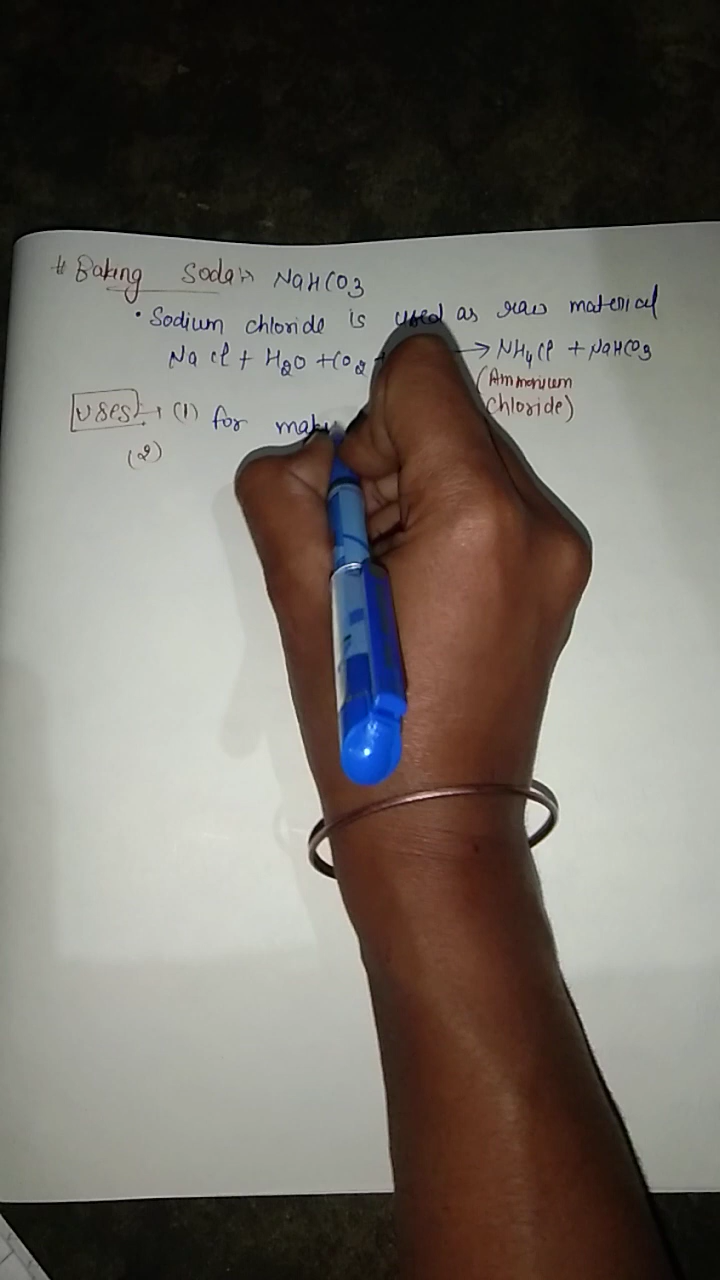 # Baking Soda :- NaHCO3
• Sodium chloride is used as raw material
NaCl + H2O + CO2 → NH4Cl + NaHCO3
(Ammonium
Chloride)
Uses :→ (1) for
(2)